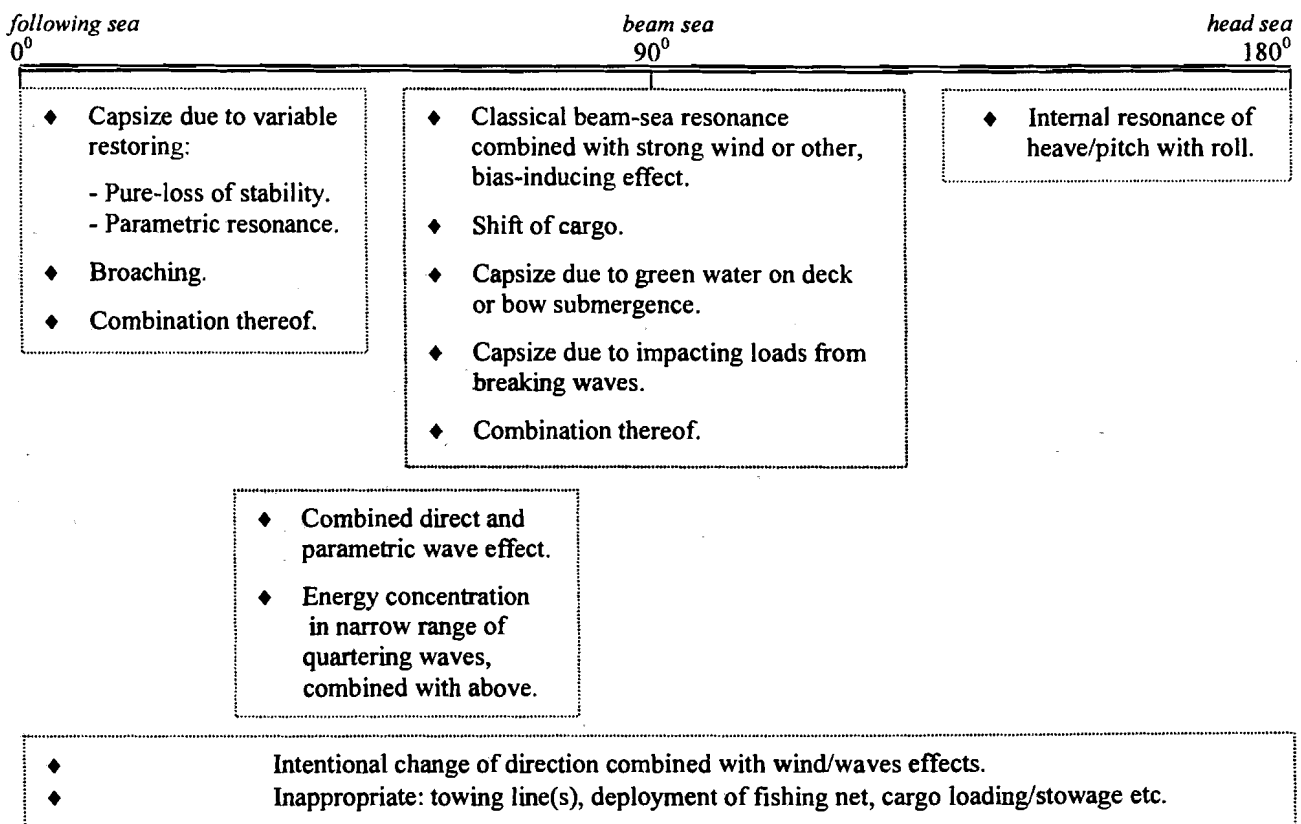 following sea beam sea head sea
0⁰ 90⁰ 180⁰
♦ Capsize due to variable
restoring:
- Pure-loss of stability.
- Parametric resonance.
♦ Broaching.
♦ Combination thereof.
♦ Classical beam-sea resonance
combined with strong wind or other,
bias-inducing effect.
♦ Shift of cargo.
♦ Capsize due to green water on deck
or bow submergence.
♦ Capsize due to impacting loads from
breaking waves.
♦ Combination thereof.
♦ Internal resonance of
heave/pitch with roll.
♦ Combined direct and
parametric wave effect.
♦ Energy concentration
in narrow range of
quartering waves,
combined with above.
♦ Intentional change of direction combined with wind/waves effects.
♦ Inappropriate: towing line(s), deployment of fishing net, cargo loading/stowage etc.